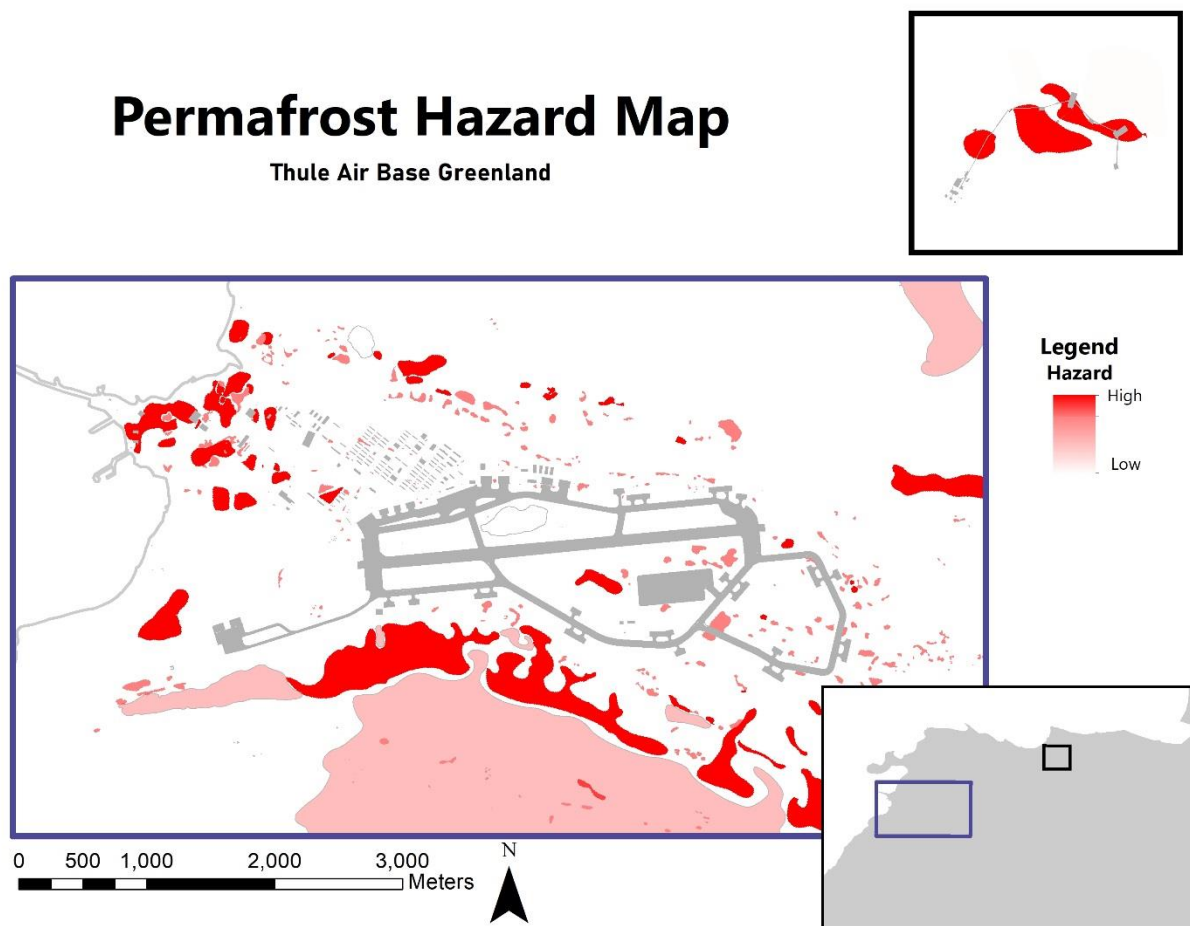 Permafrost Hazard Map
Thule Air Base Greenland
Legend
Hazard
High
Low
0 500 1,000 2,000 3,000
Meters
N